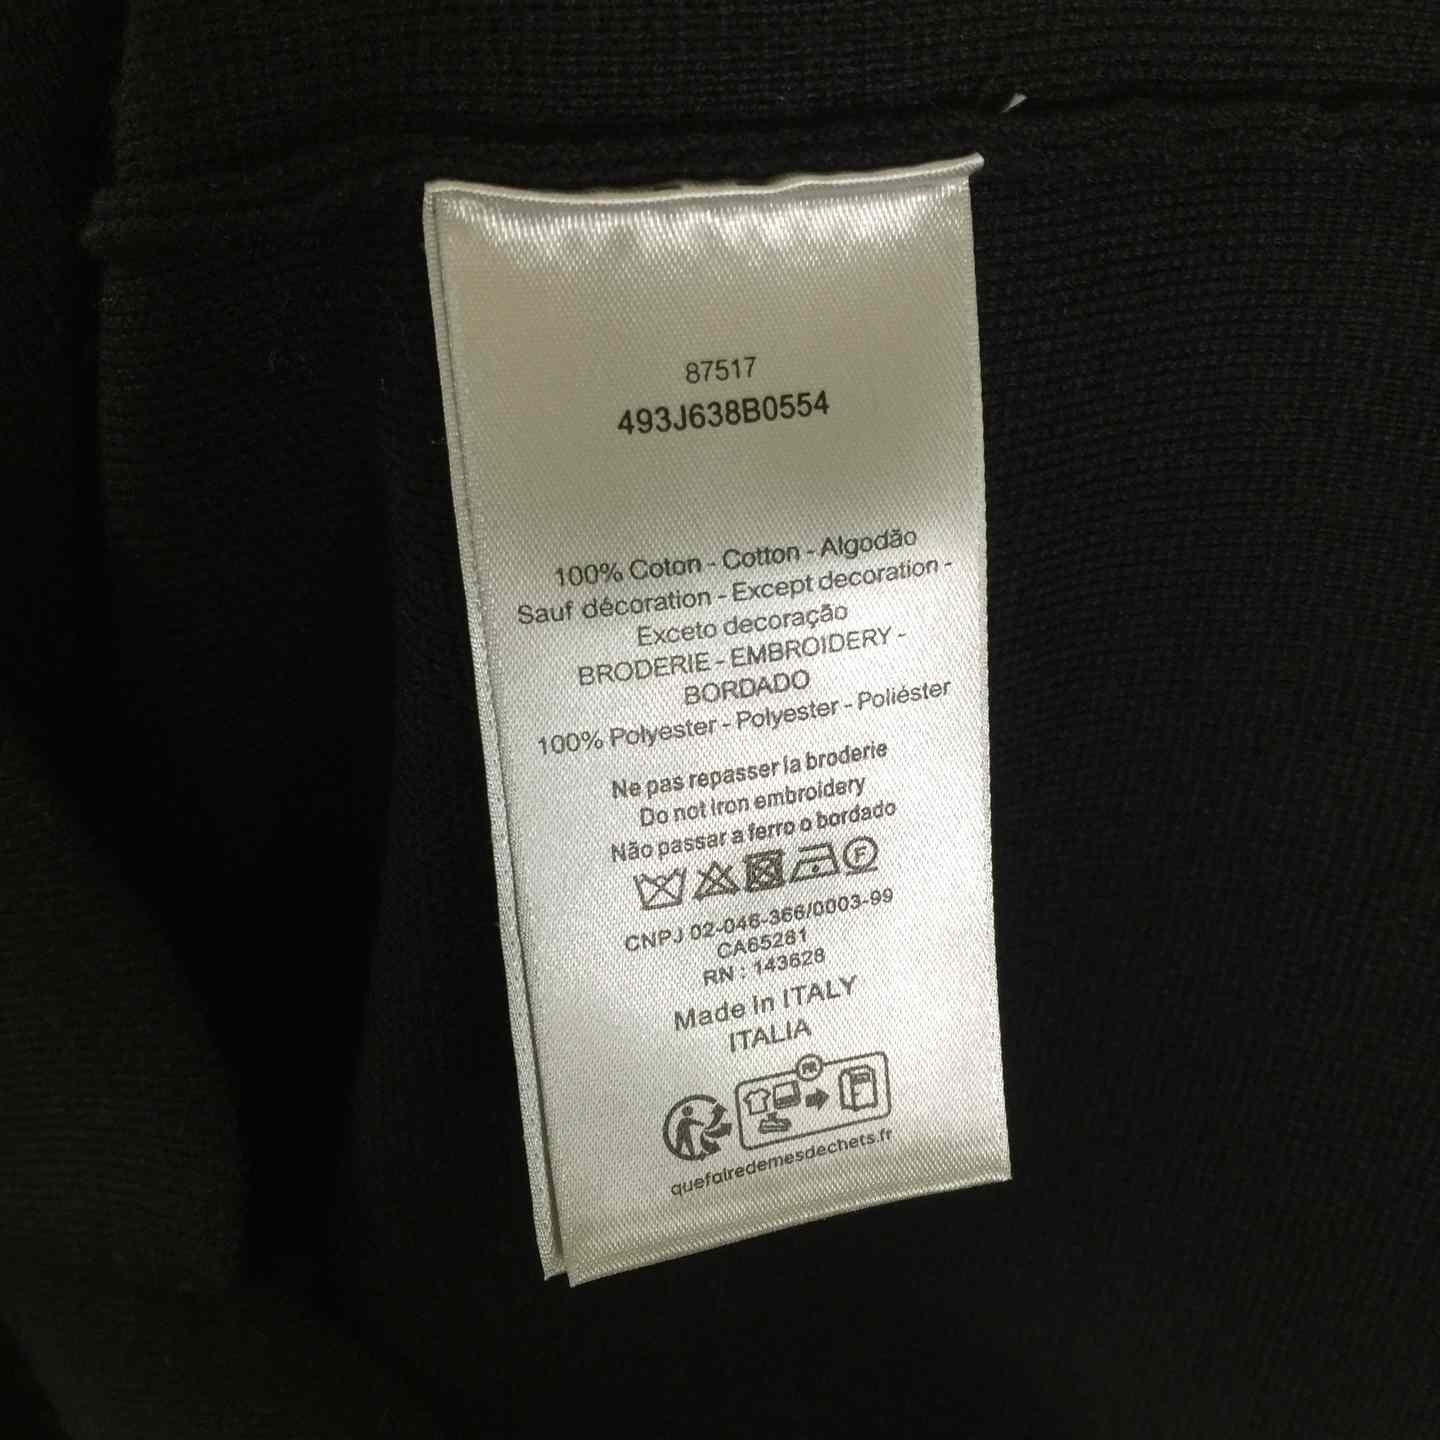 87517
493J638B0554
100% Coton - Cotton - Algodão
Sauf décoration - Except decoration -
Exceto decoração
BRODERIE - EMBROIDERY -
BORDADO
100% Polyester - Polyester - Poliéster
Ne pas repasser la broderie
Do not iron embroidery
Não passar a ferro o bordado
F
CNPJ 02-046-366/0003-99
CA65281
RN : 143628
Made in ITALY
ITALIA
FR
quefairedemesdechets.fr